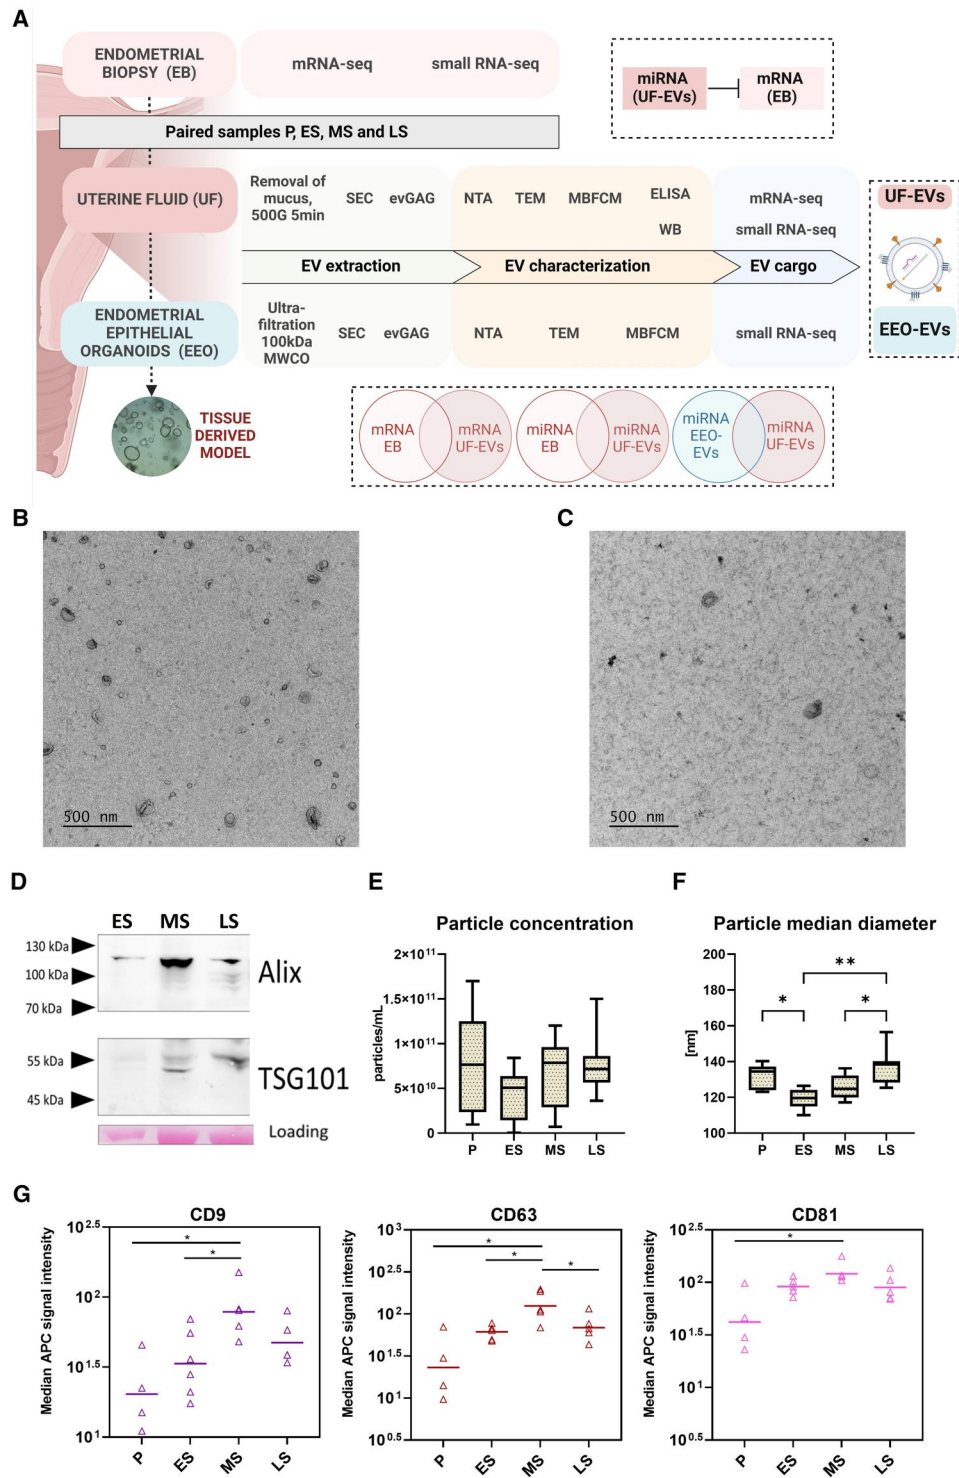 A
ENDOMETRIAL
BIOPSY (EB)
mRNA-seq
small RNA-seq
miRNA
(UF-EVs)
mRNA
(EB)
Paired samples P, ES, MS and LS
UTERINE FLUID (UF)
Removal of
mucus,
500G 5min
SEC
evGAG
NTA
TEM
MBFCM
ELISA
WB
mRNA-seq
small RNA-seq
UF-EVs
EV extraction
EV characterization
EV cargo
ENDOMETRIAL
EPITHELIAL
ORGANOIDS (EEO)
Ultra-
filtration
100kDa
MWCO
SEC
evGAG
NTA
TEM
MBFCM
small RNA-seq
EEO-EVs
TISSUE
DERIVED
MODEL
mRNA
EB
mRNA
UF-EVs
miRNA
EB
miRNA
UF-EVs
miRNA
EEO-
EVs
miRNA
UF-EVs
B
500 nm
C
500 nm
D
ES MS LS
130 kDa
100 kDa
70 kDa
Alix
55 kDa
45 kDa
TSG101
Loading
E
Particle concentration
particles/mL
2×10^11
1.5×10^11
1×10^11
5×10^10
0
P ES MS LS
F
Particle median diameter
[nm]
200
180
160
140
120
100
* ** *
P ES MS LS
G
CD9
Median APC signal intensity
10^2.5
10^2
10^1.5
10^1
*
*
P ES MS LS
CD63
Median APC signal intensity
10^3
10^2.5
10^2
10^1.5
10^1
10^0.5
*
*
*
P ES MS LS
CD81
Median APC signal intensity
10^2.5
10^2
10^1.5
10^1
10^0.5
*
P ES MS LS